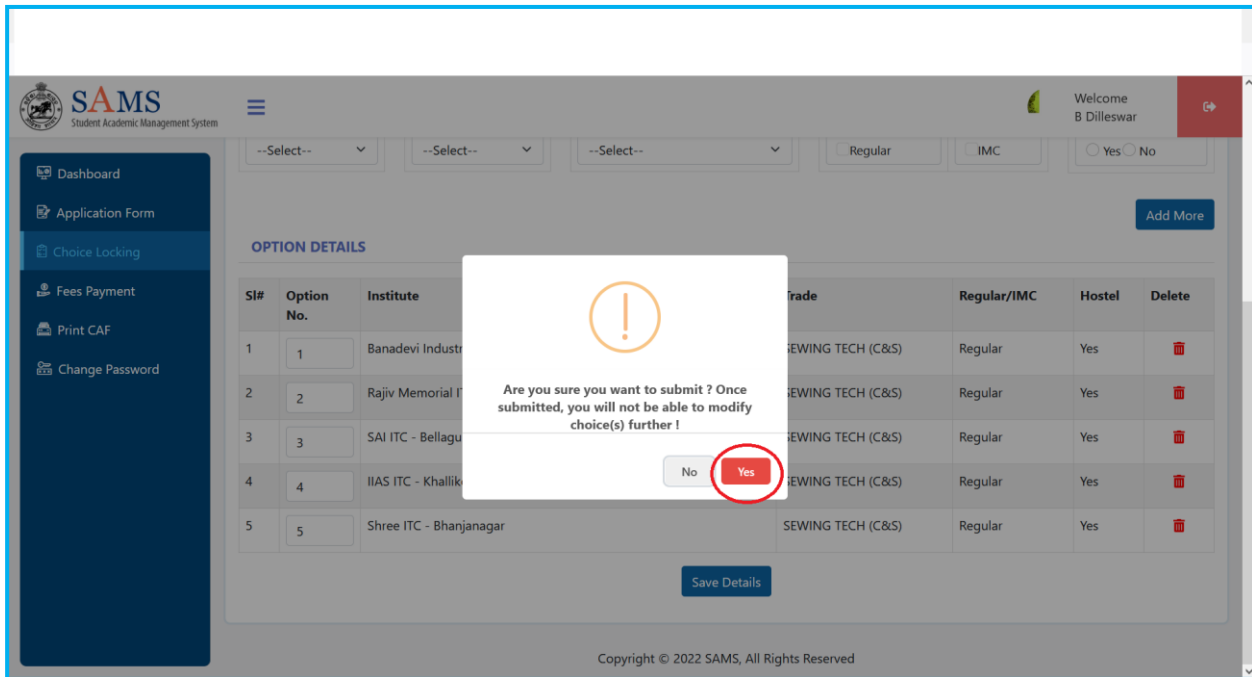 SAMS
Student Academic Management System
Welcome
B Dilleswar
--Select--
--Select--
--Select--
Regular
IMC
Yes
No
Dashboard
Application Form
Choice Locking
Fees Payment
Print CAF
Change Password
Add More
OPTION DETAILS
Sl# Option No. Institute Trade Regular/IMC Hostel Delete
1 1 Banadevi Industr SEWING TECH (C&S) Regular Yes
2 2 Rajiv Memorial SEWING TECH (C&S) Regular Yes
3 3 SAI ITC - Bellagu SEWING TECH (C&S) Regular Yes
4 4 IIAS ITC - Khallik SEWING TECH (C&S) Regular Yes
5 5 Shree ITC - Bhanjanagar SEWING TECH (C&S) Regular Yes
Are you sure you want to submit ? Once
submitted, you will not be able to modify
choice(s) further !
No
Yes
Save Details
Copyright © 2022 SAMS, All Rights Reserved